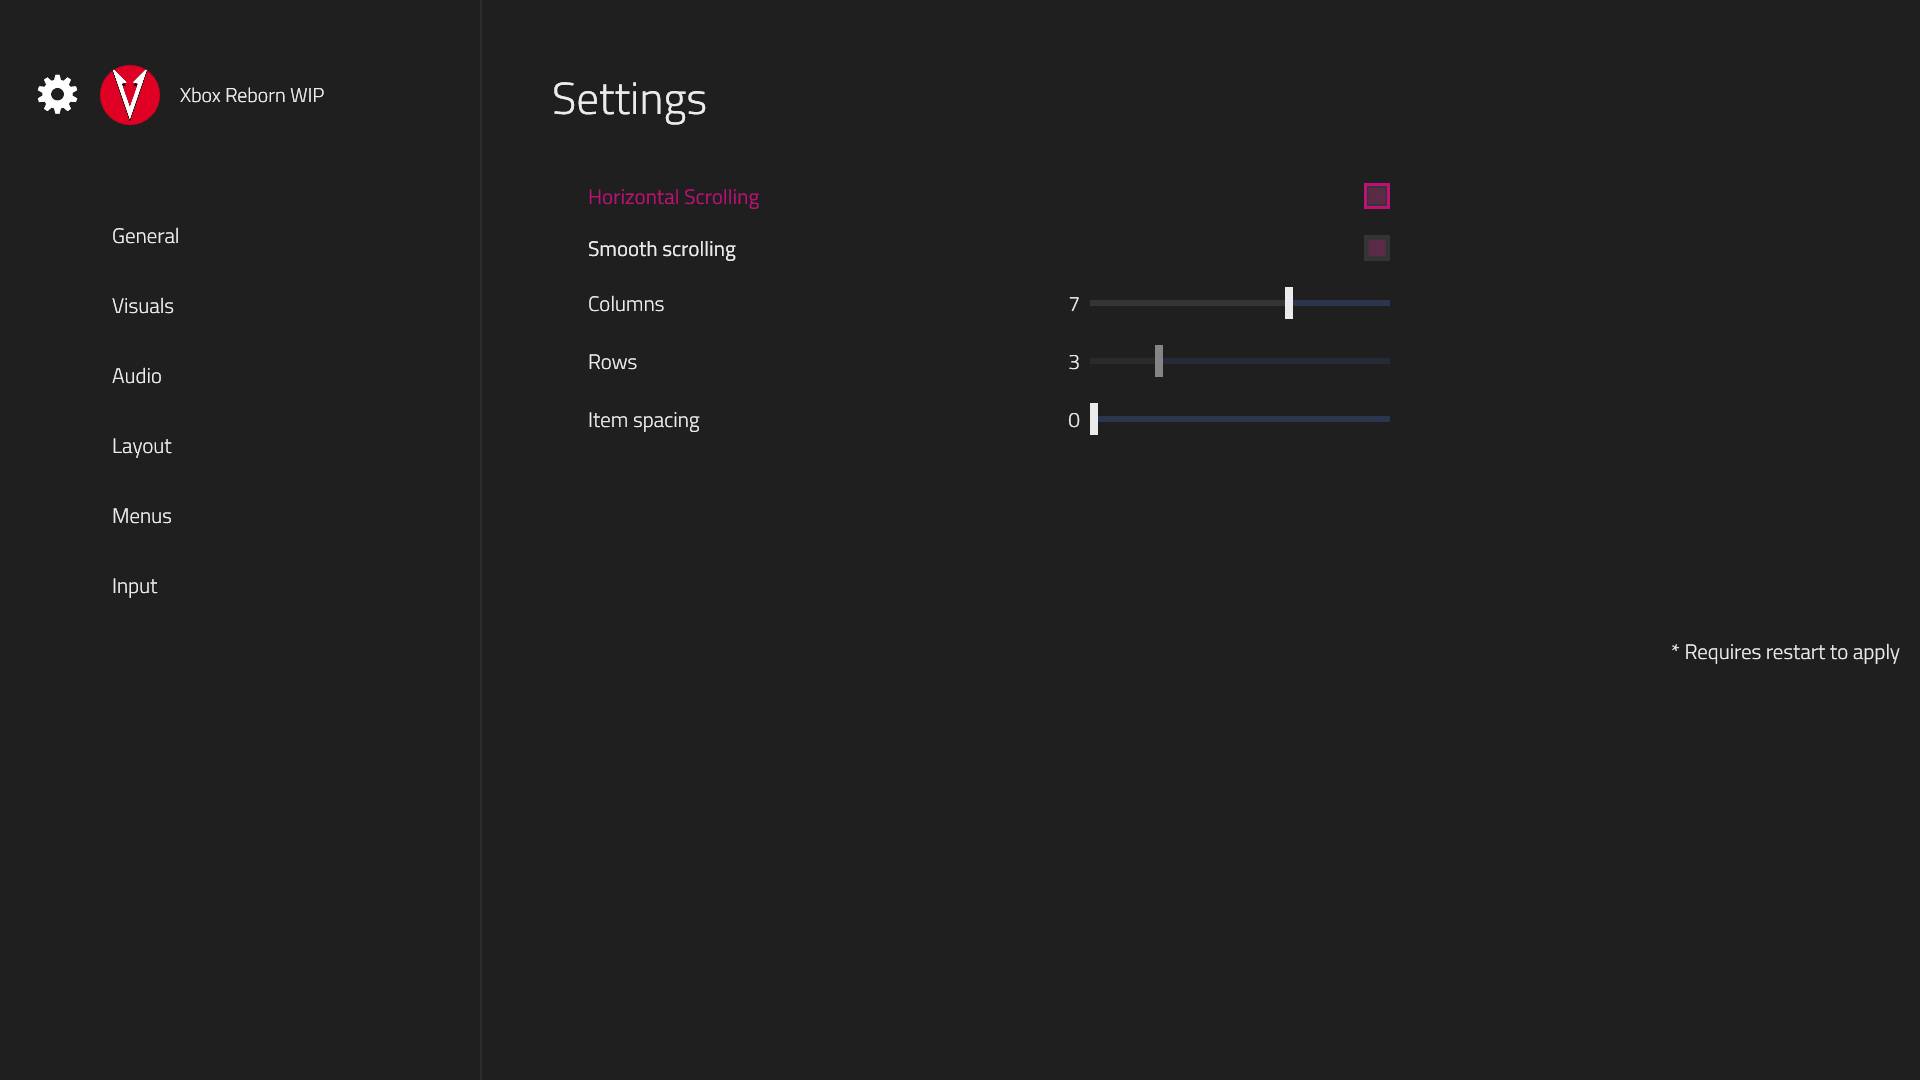 Xbox Reborn WIP
Settings
General
Visuals
Audio
Layout
Menus
Input
Horizontal Scrolling
Smooth scrolling
Columns 7
Rows 3
Item spacing 0
* Requires restart to apply